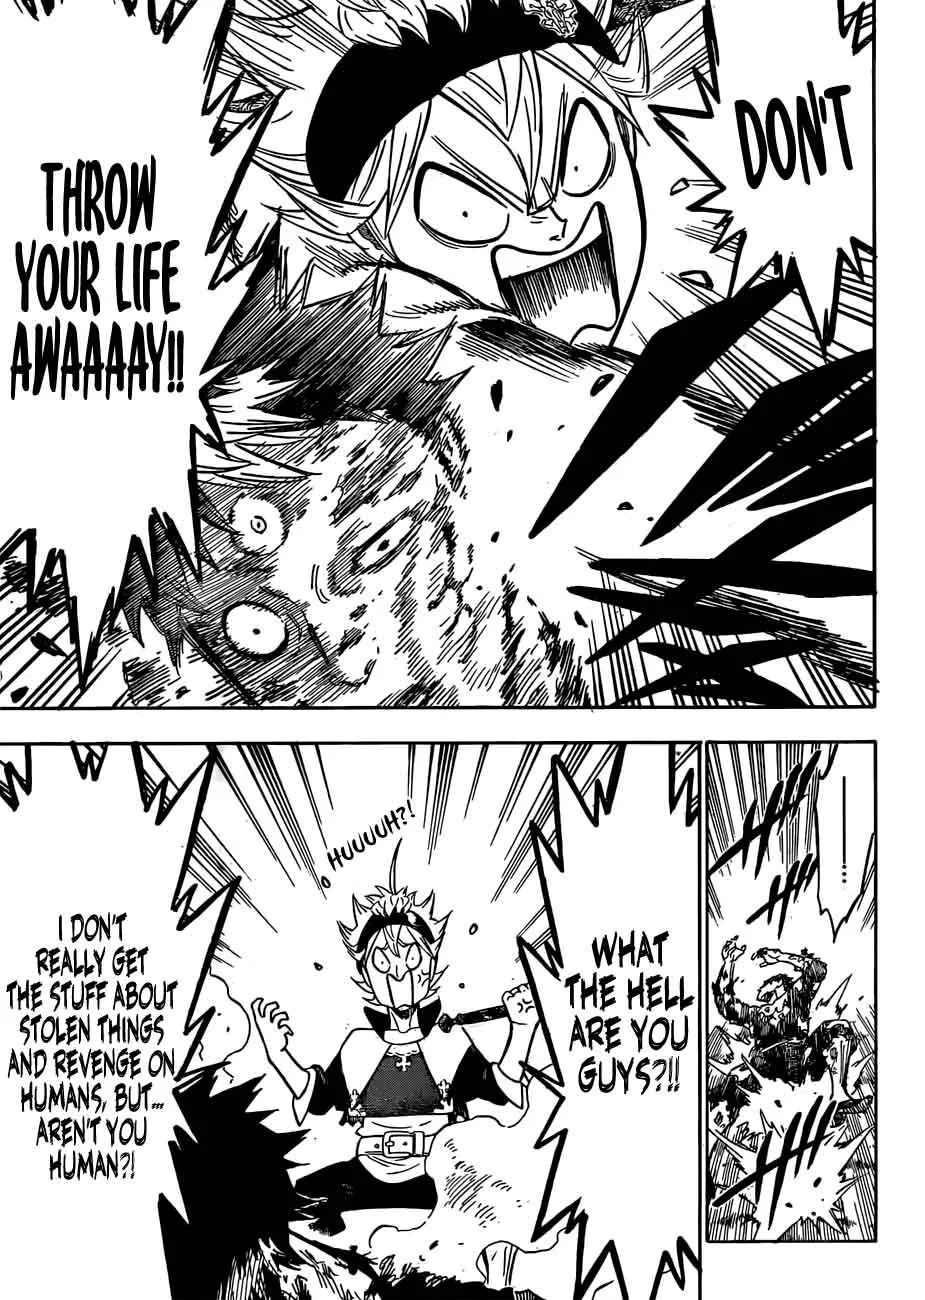 DON'T
THROW
YOUR LIFE
AWAAAAY!!
......
WHAT
THE HELL
ARE YOU
GUYS?!!
HUUUUH?!
I DON'T
REALLY GET
THE STUFF ABOUT
STOLEN THINGS
AND REVENGE ON
HUMANS, BUT...
AREN'T YOU
HUMAN?!